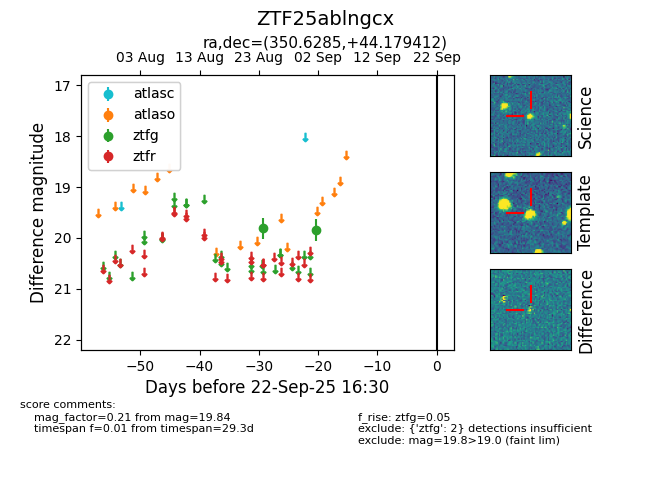 ZTF25ablngcx
ra,dec=(350.6285,+44.179412)
03 Aug 13 Aug 23 Aug 02 Sep 12 Sep 22 Sep
17
18
19
20
21
22
Difference magnitude
atlasc
atlaso
ztfg
ztfr
−50 −40 −30 −20 −10 0
Days before 22-Sep-25 16:30
Science
Template
Difference
score comments:
mag_factor=0.21 from mag=19.84
timespan f=0.01 from timespan=29.3d
f_rise: ztfg=0.05
exclude: {'ztfg': 2} detections insufficient
exclude: mag=19.8>19.0 (faint lim)